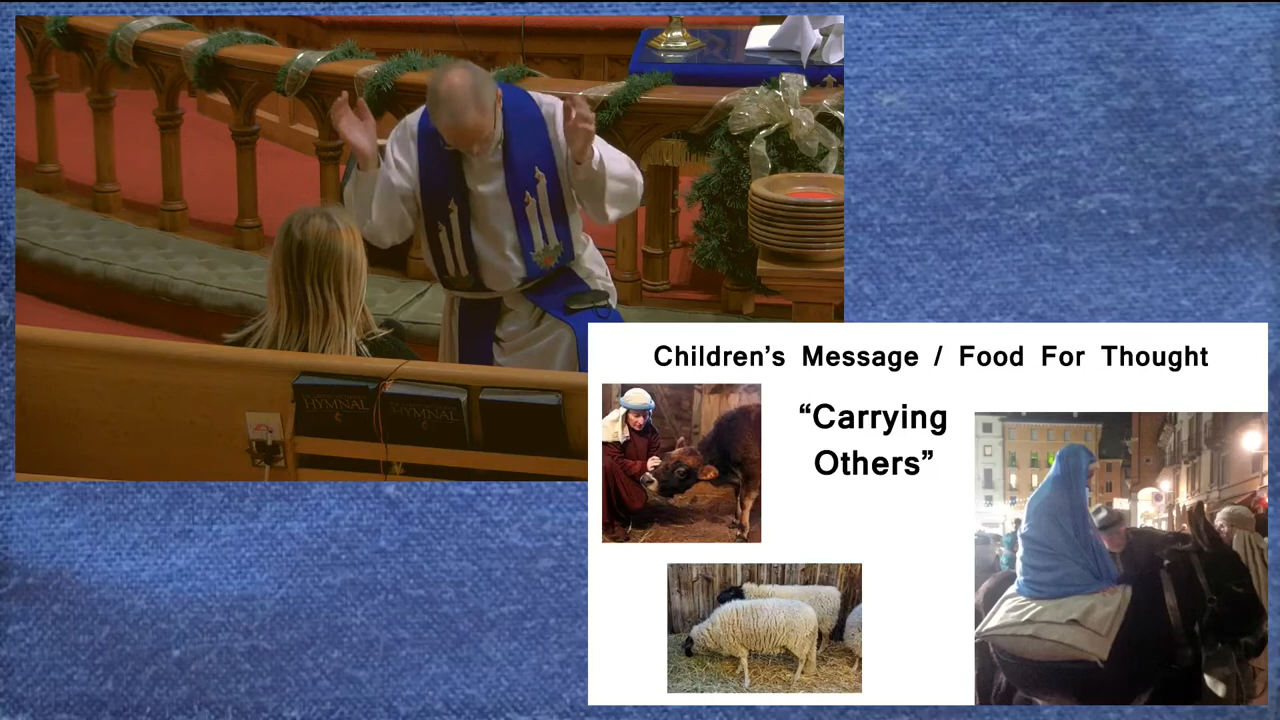 Children's Message / Food For Thought
“Carrying
Others”
HYMNAL
HYMNAL